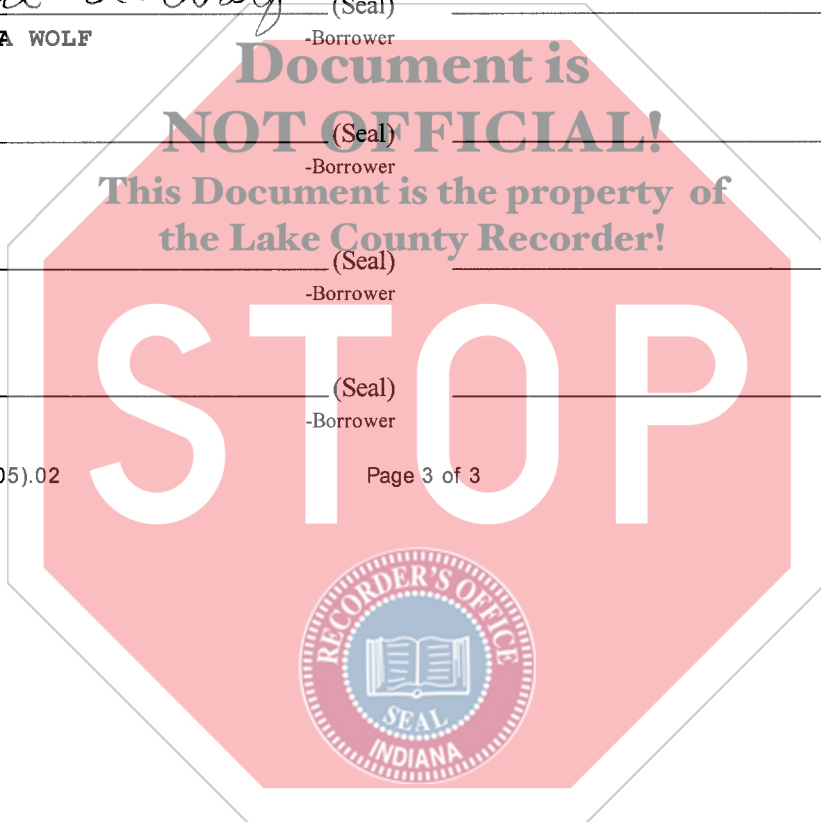 (Seal)
A WOLF -Borrower
Document is
NOT OFFICIAL!
(Seal)
-Borrower
This Document is the property of
the Lake County Recorder!
(Seal)
-Borrower
STOP
(Seal)
-Borrower
05).02 Page 3 of 3
RECORDER'S OFFICE
SEAL
INDIANA